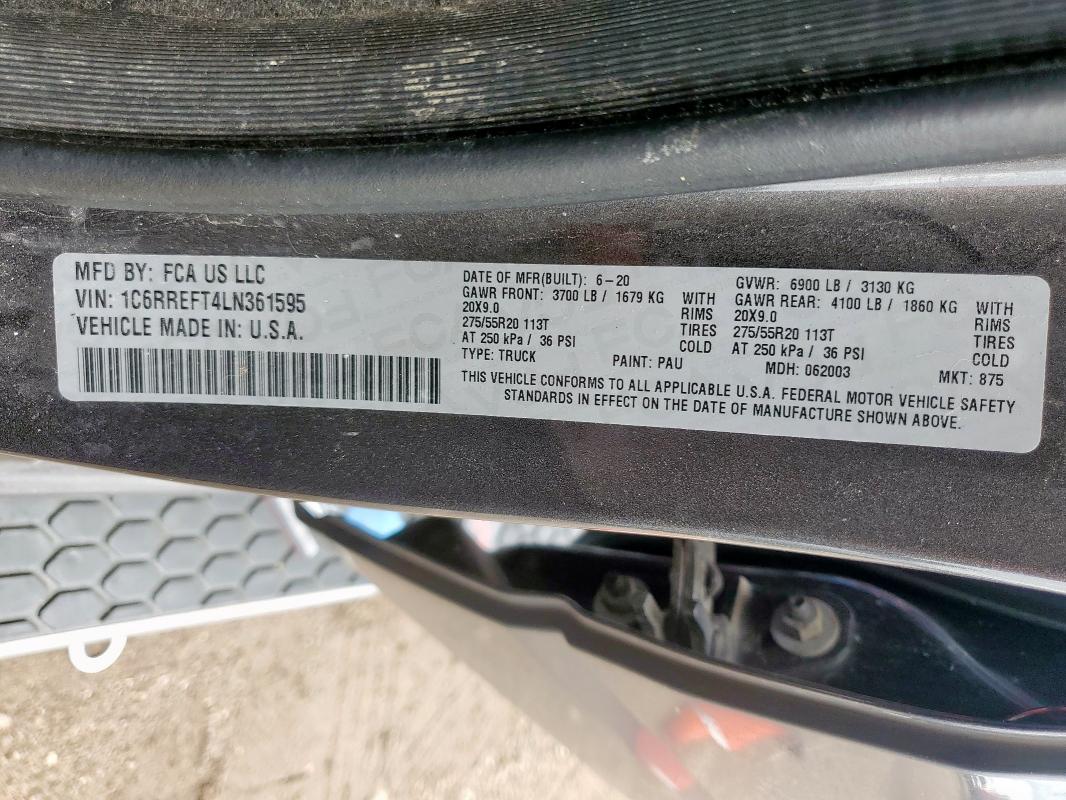 MFD BY: FCA US LLC
VIN: 1C6RREFT4LN361595
VEHICLE MADE IN: U.S.A.
DATE OF MFR(BUILT): 6-20
GAWR FRONT: 3700 LB / 1679 KG WITH
20X9.0 RIMS
275/55R20 113T TIRES
AT 250 kPa / 36 PSI COLD
TYPE: TRUCK PAINT: PAU
GVWR: 6900 LB / 3130 KG
GAWR REAR: 4100 LB / 1860 KG WITH
20X9.0 RIMS
275/55R20 113T TIRES
AT 250 kPa / 36 PSI COLD
MDH: 062003 MKT: 875
THIS VEHICLE CONFORMS TO ALL APPLICABLE U.S.A. FEDERAL MOTOR VEHICLE SAFETY
STANDARDS IN EFFECT ON THE DATE OF MANUFACTURE SHOWN ABOVE.